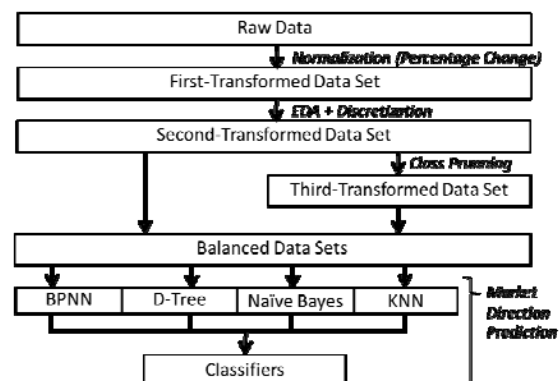 Raw Data
Normalization (Percentage Change)
First-Transformed Data Set
EDA + Discretization
Second-Transformed Data Set
Class Prunning
Third-Transformed Data Set
Balanced Data Sets
BPNN
D-Tree
Naïve Bayes
KNN
Market
Direction
Prediction
Classifiers